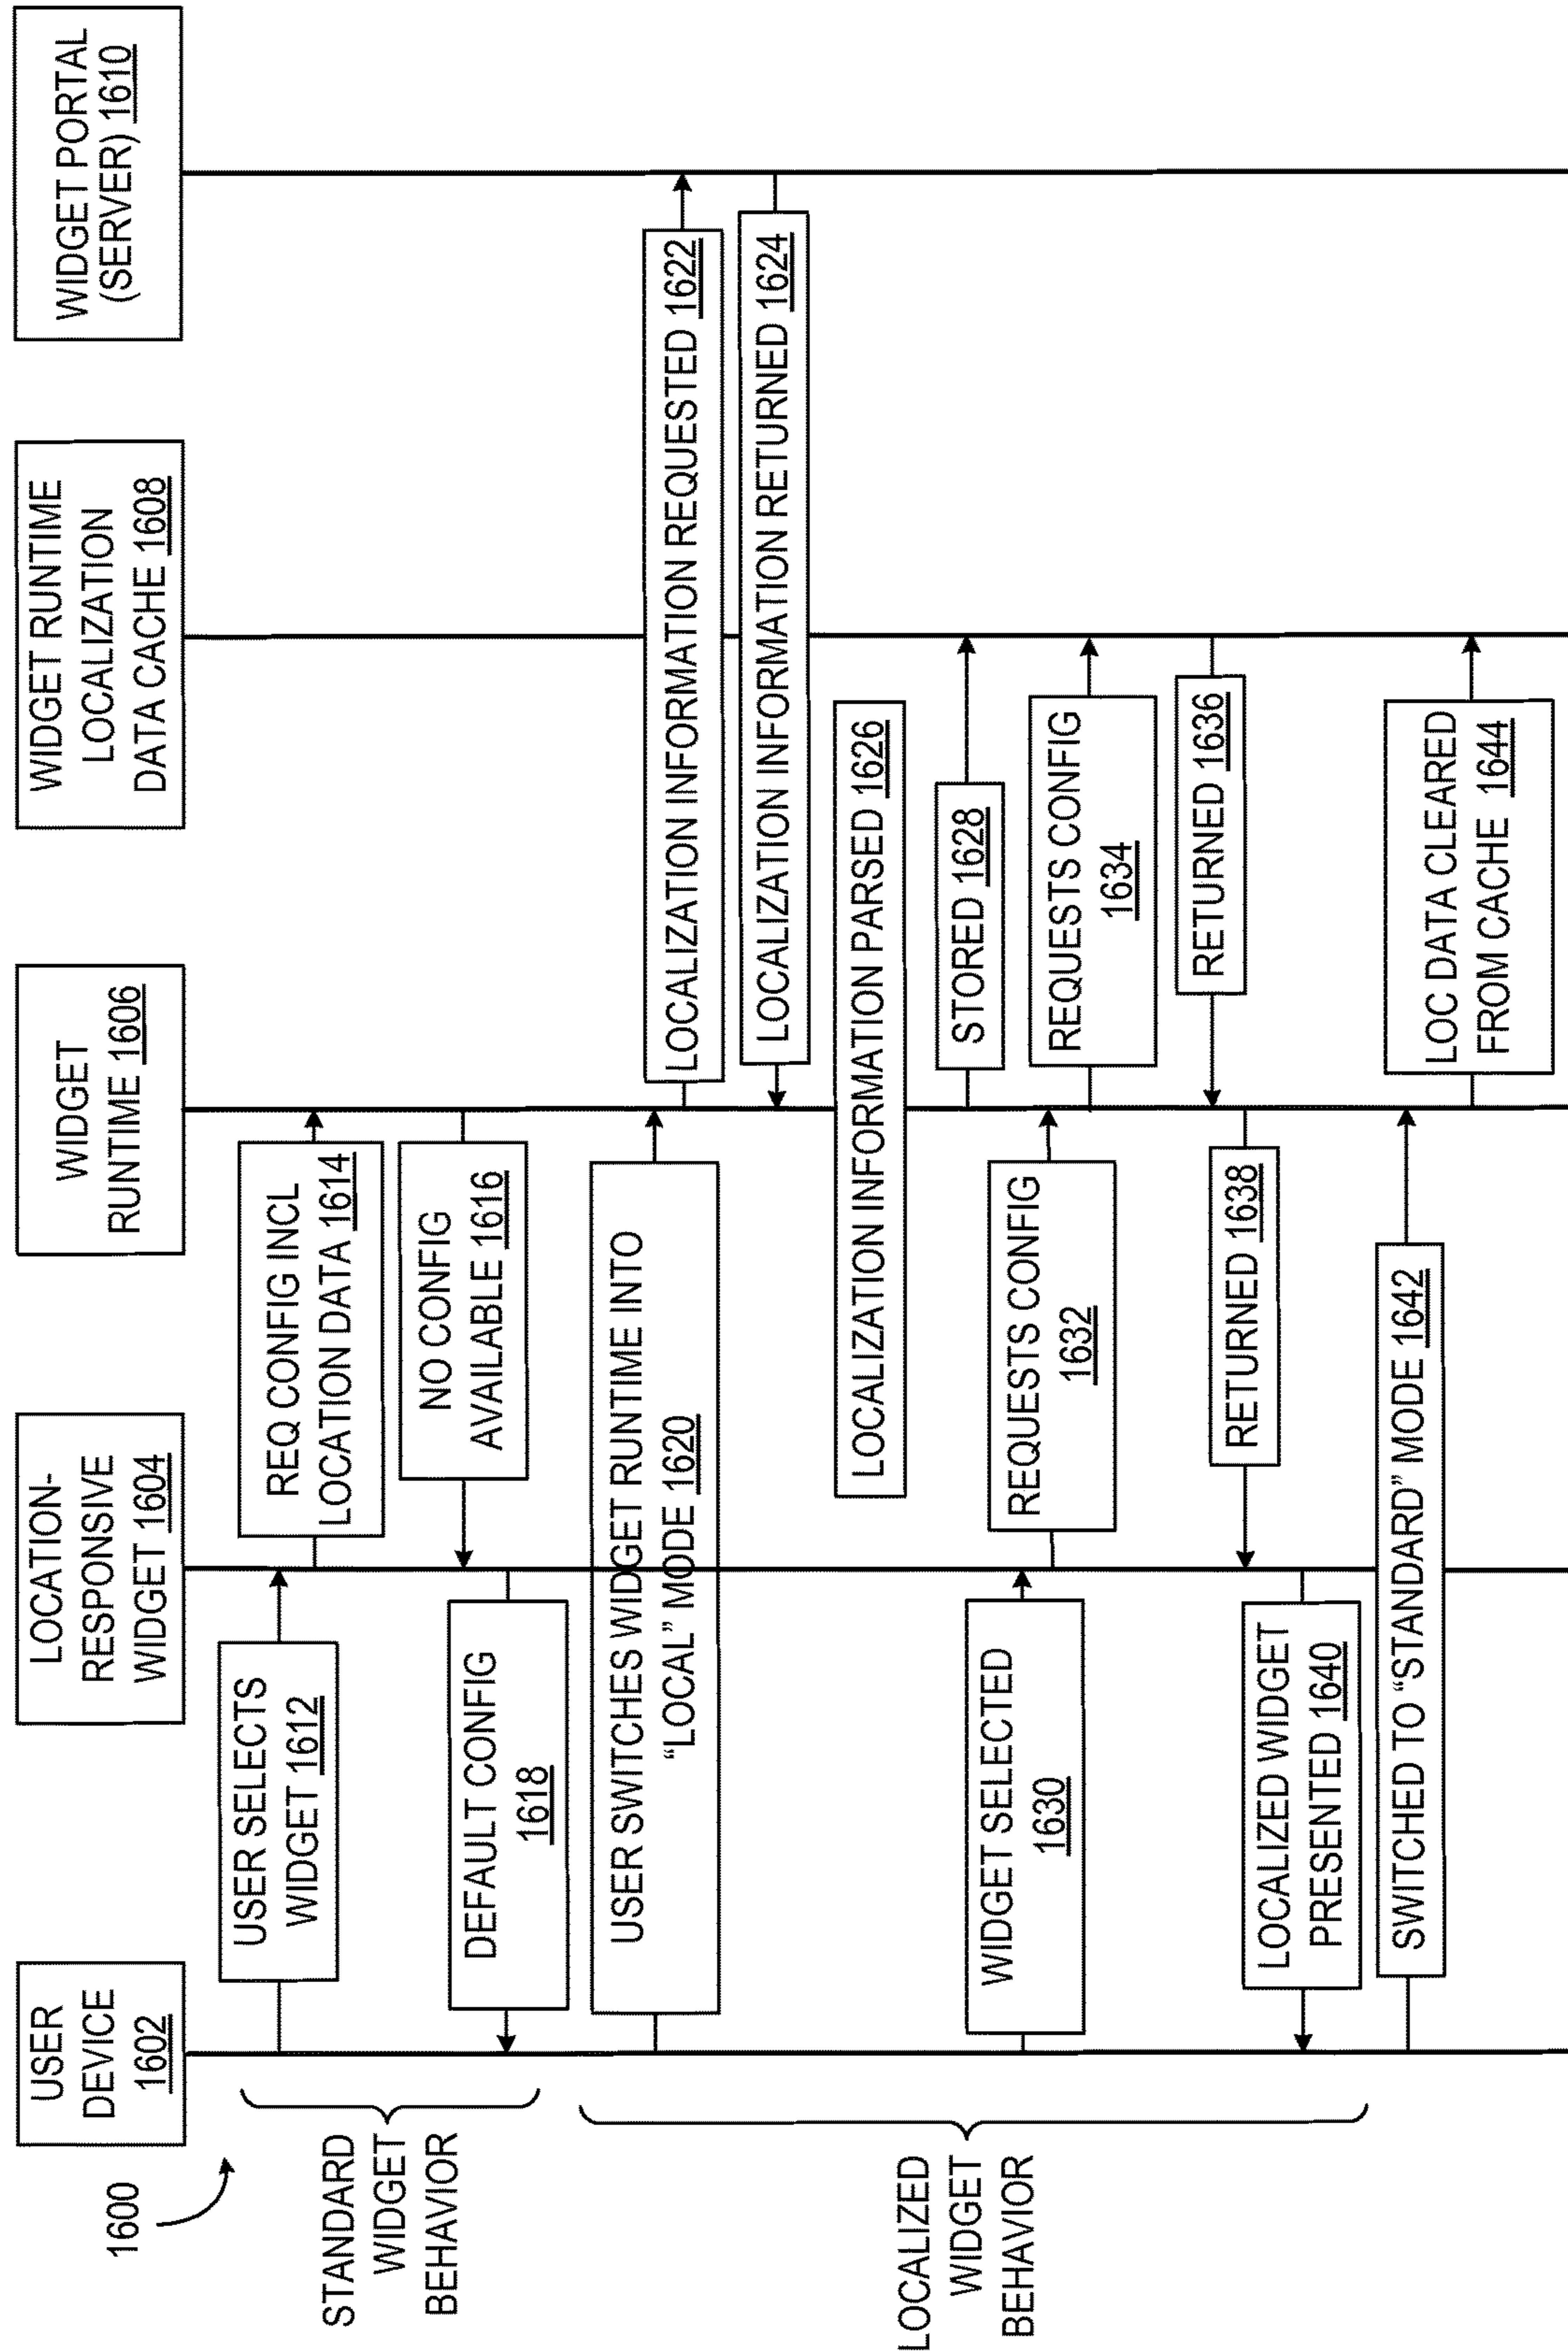 1600
USER
DEVICE
1602
LOCATION-
RESPONSIVE
WIDGET 1604
WIDGET
RUNTIME 1606
WIDGET RUNTIME
LOCALIZATION
DATA CACHE 1608
WIDGET PORTAL
(SERVER) 1610
STANDARD
WIDGET
BEHAVIOR
USER SELECTS
WIDGET 1612
REQ CONFIG INCL
LOCATION DATA 1614
NO CONFIG
AVAILABLE 1616
DEFAULT CONFIG
1618
LOCALIZED
WIDGET
BEHAVIOR
USER SWITCHES WIDGET RUNTIME INTO
“LOCAL” MODE 1620
LOCALIZATION INFORMATION REQUESTED 1622
LOCALIZATION INFORMATION RETURNED 1624
LOCALIZATION INFORMATION PARSED 1626
STORED 1628
WIDGET SELECTED
1630
REQUESTS CONFIG
1632
REQUESTS CONFIG
1634
RETURNED 1636
RETURNED 1638
LOCALIZED WIDGET
PRESENTED 1640
SWITCHED TO “STANDARD” MODE 1642
LOC DATA CLEARED
FROM CACHE 1644